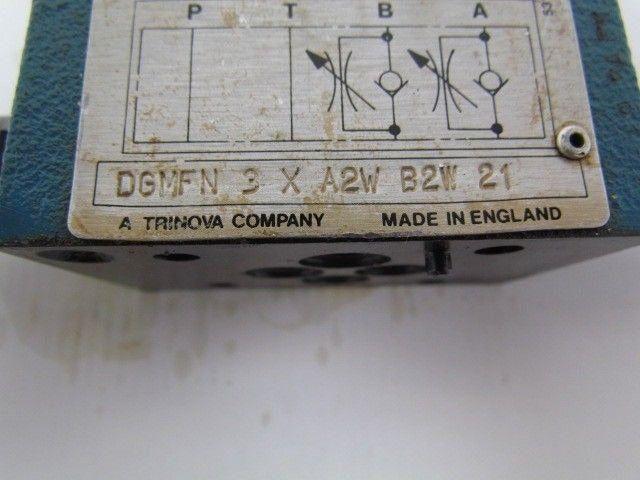 P T B A
DGMFN 3 X A2W B2W 21
A TRINOVA COMPANY MADE IN ENGLAND